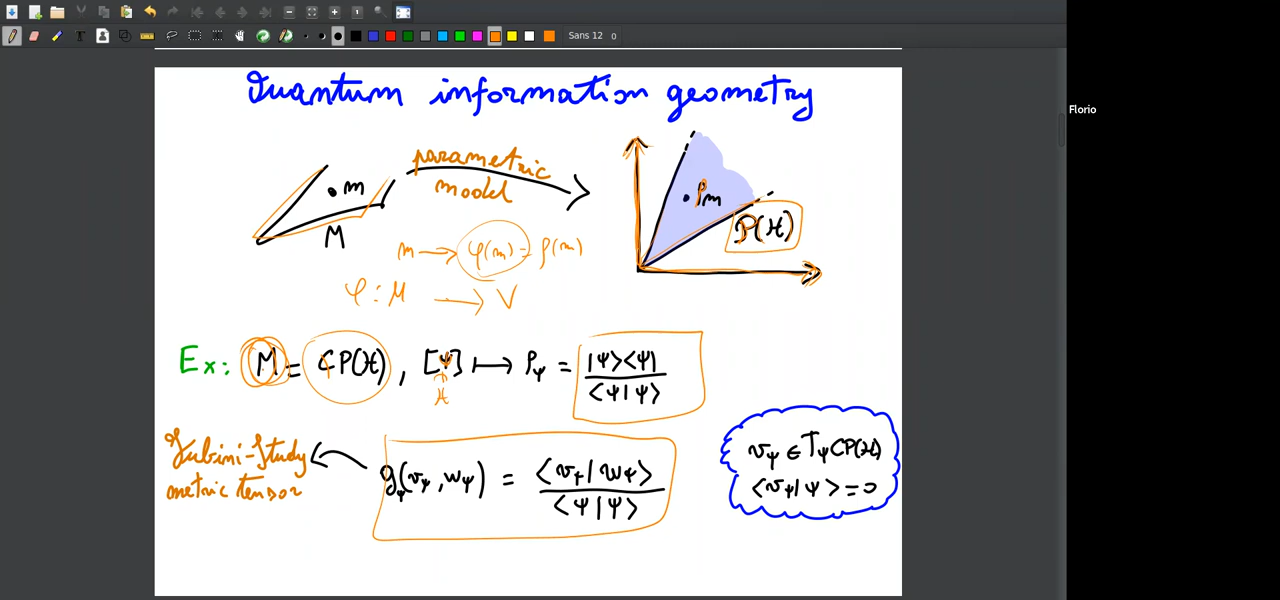 Sans 12
Florio
Quantum information geometry
parametric model
m
M
ρm
P(H)
m → φ(m) = ρ(m)
φ : M → V
Ex: M = CP(H), [ψ] ↦ ρψ = |ψ><ψ| / <ψ|ψ>
H
Fubini-Study
metric tensor
gψ(vψ, wψ) = <vψ|wψ> / <ψ|ψ>
vψ ∈ TψCP(H)
<vψ|ψ> = 0